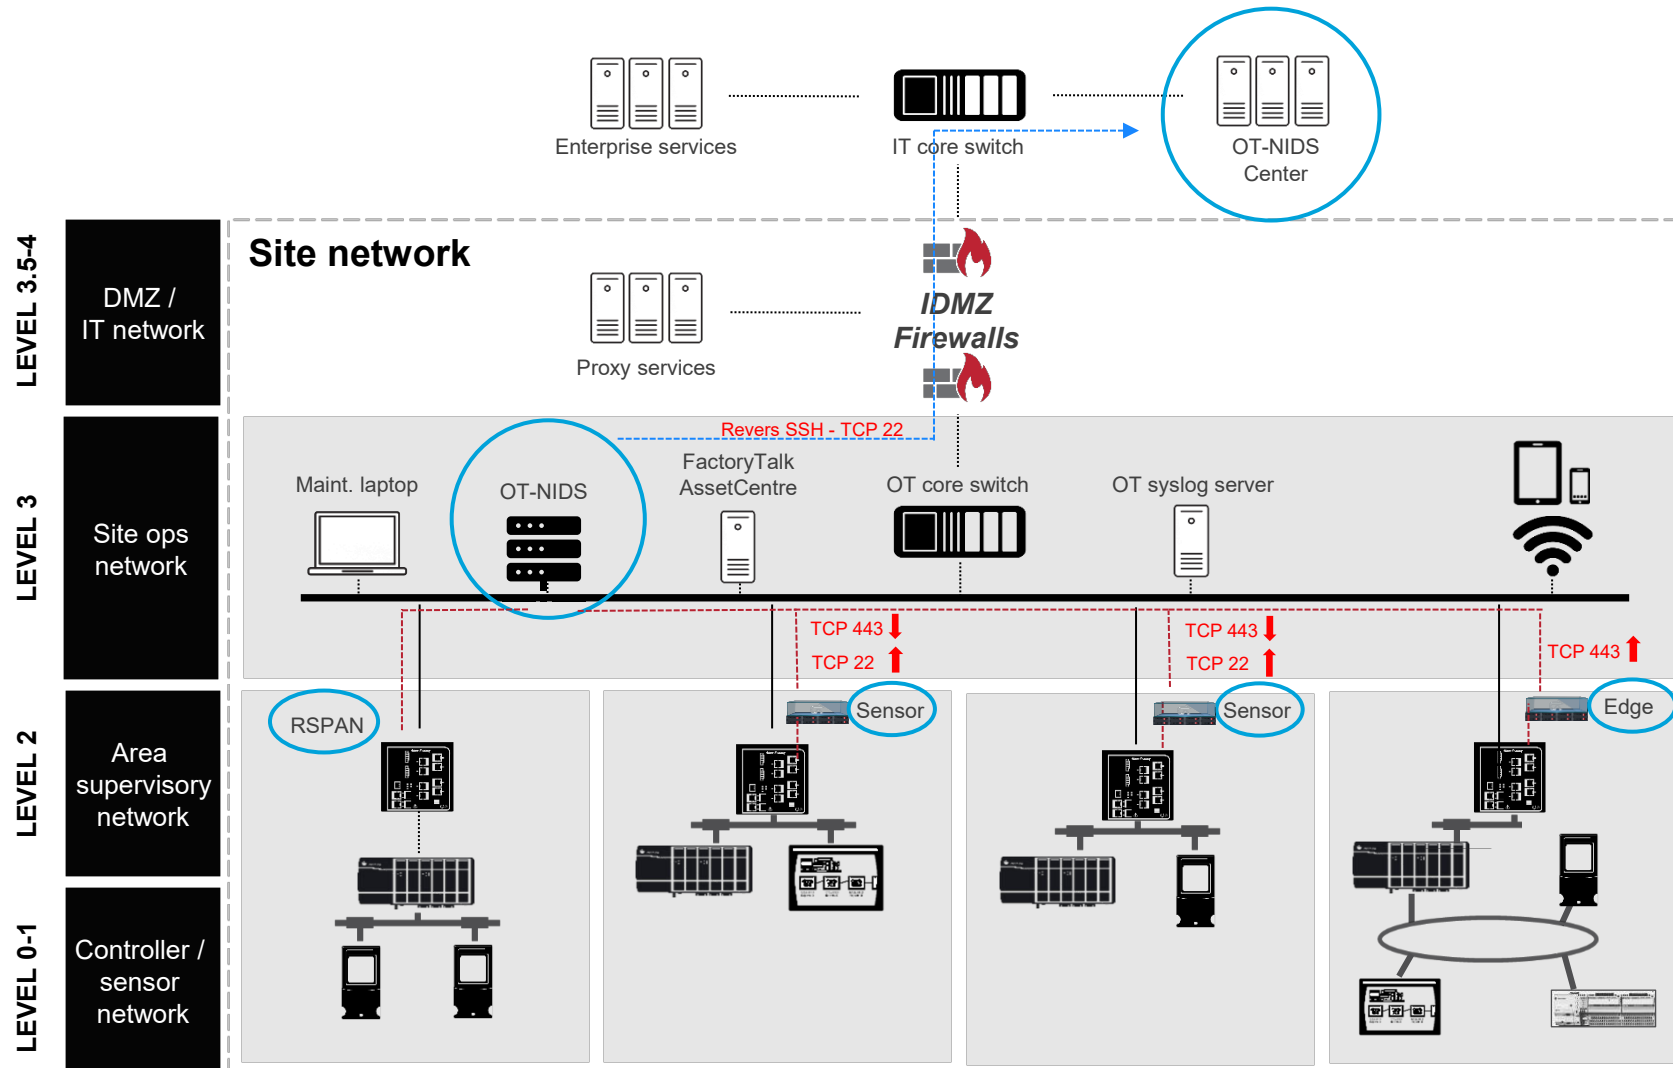 Enterprise services
IT core switch
OT-NIDS
Center
LEVEL 3.5-4
DMZ /
IT network
Site network
Proxy services
IDMZ
Firewalls
LEVEL 3
Site ops
network
Revers SSH - TCP 22
Maint. laptop
OT-NIDS
FactoryTalk
AssetCentre
OT core switch
OT syslog server
TCP 443
TCP 22
TCP 443
TCP 22
TCP 443
LEVEL 2
Area
supervisory
network
RSPAN
Sensor
Sensor
Edge
LEVEL 0-1
Controller /
sensor
network